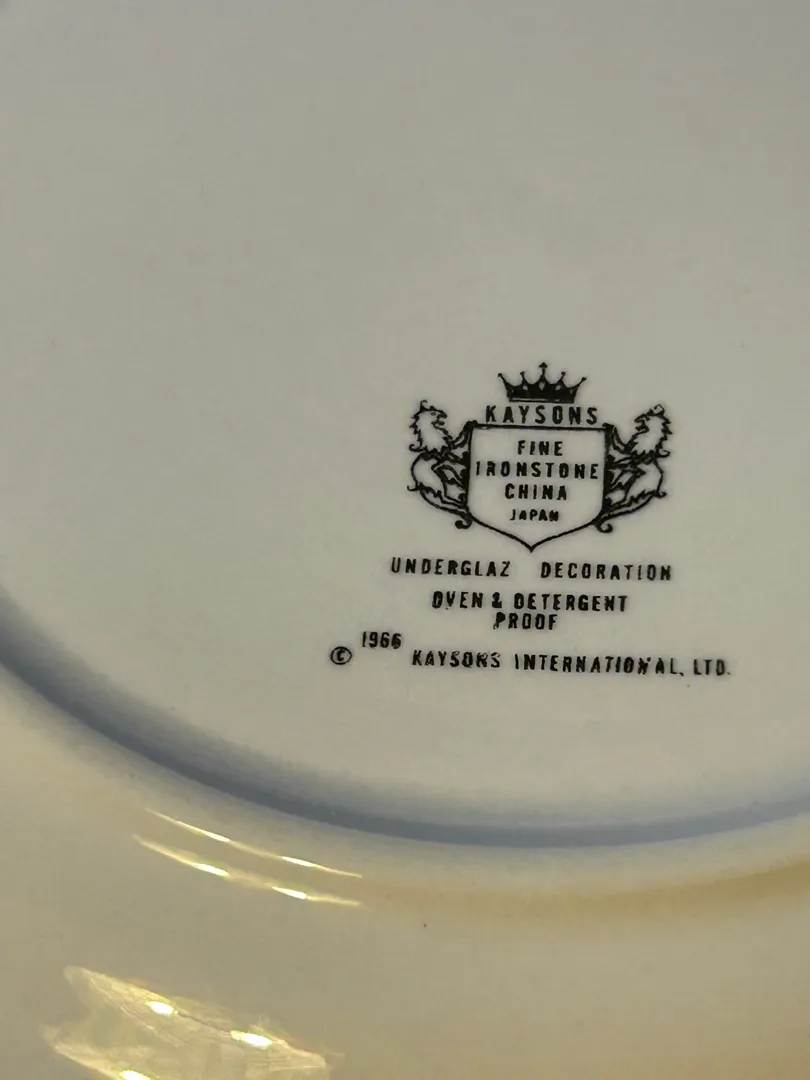 KAYSONS
FINE
IRONSTONE
CHINA
JAPAN
UNDERGLAZ DECORATION
OVEN & DETERGENT
PROOF
© 1966 KAYSONS INTERNATIONAL, LTD.